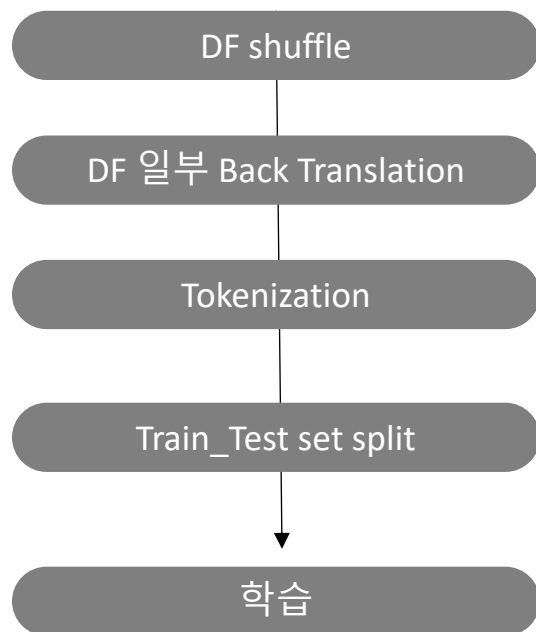 DF shuffle
DF 일부 Back Translation
Tokenization
Train_Test set split
학습